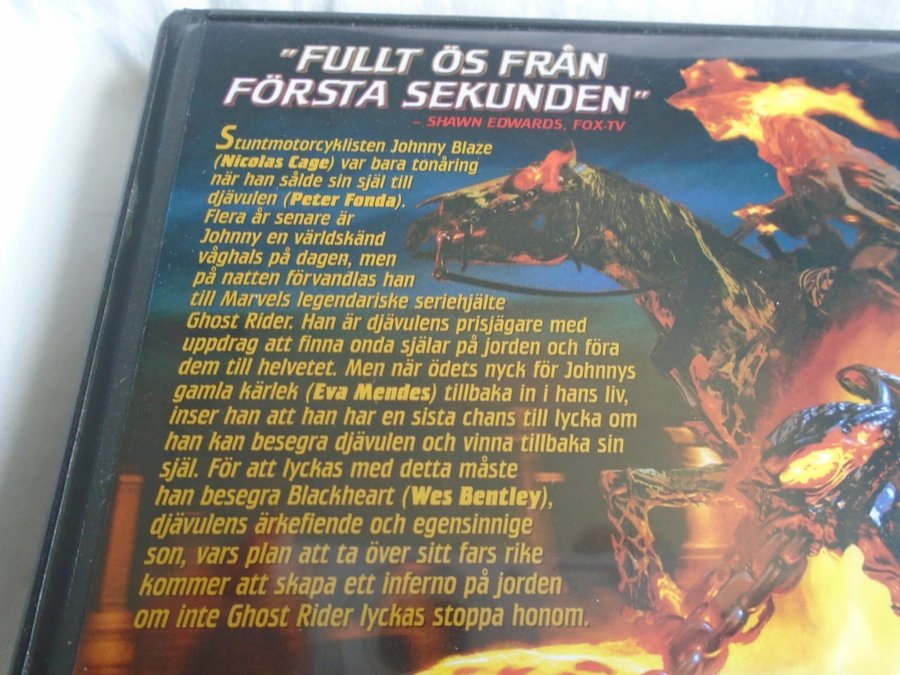 "FULLT ÖS FRÅN
FÖRSTA SEKUNDEN"
– SHAWN EDWARDS, FOX-TV
Stuntmotorcyklisten Johnny Blaze
(Nicolas Cage) var bara tonåring
när han sålde sin själ till
djävulen (Peter Fonda).
Flera år senare är
Johnny en världskänd
våghals på dagen, men
på natten förvandlas han
till Marvels legendariske seriehjälte
Ghost Rider. Han är djävulens prisjägare med
uppdrag att finna onda själar på jorden och föra
dem till helvetet. Men när ödets nyck för Johnnys
gamla kärlek (Eva Mendes) tillbaka in i hans liv,
inser han att han har en sista chans till lycka om
han kan besegra djävulen och vinna tillbaka sin
själ. För att lyckas med detta måste
han besegra Blackheart (Wes Bentley),
djävulens ärkefiende och egensinnige
son, vars plan att ta över sitt fars rike
kommer att skapa ett inferno på jorden
om inte Ghost Rider lyckas stoppa honom.